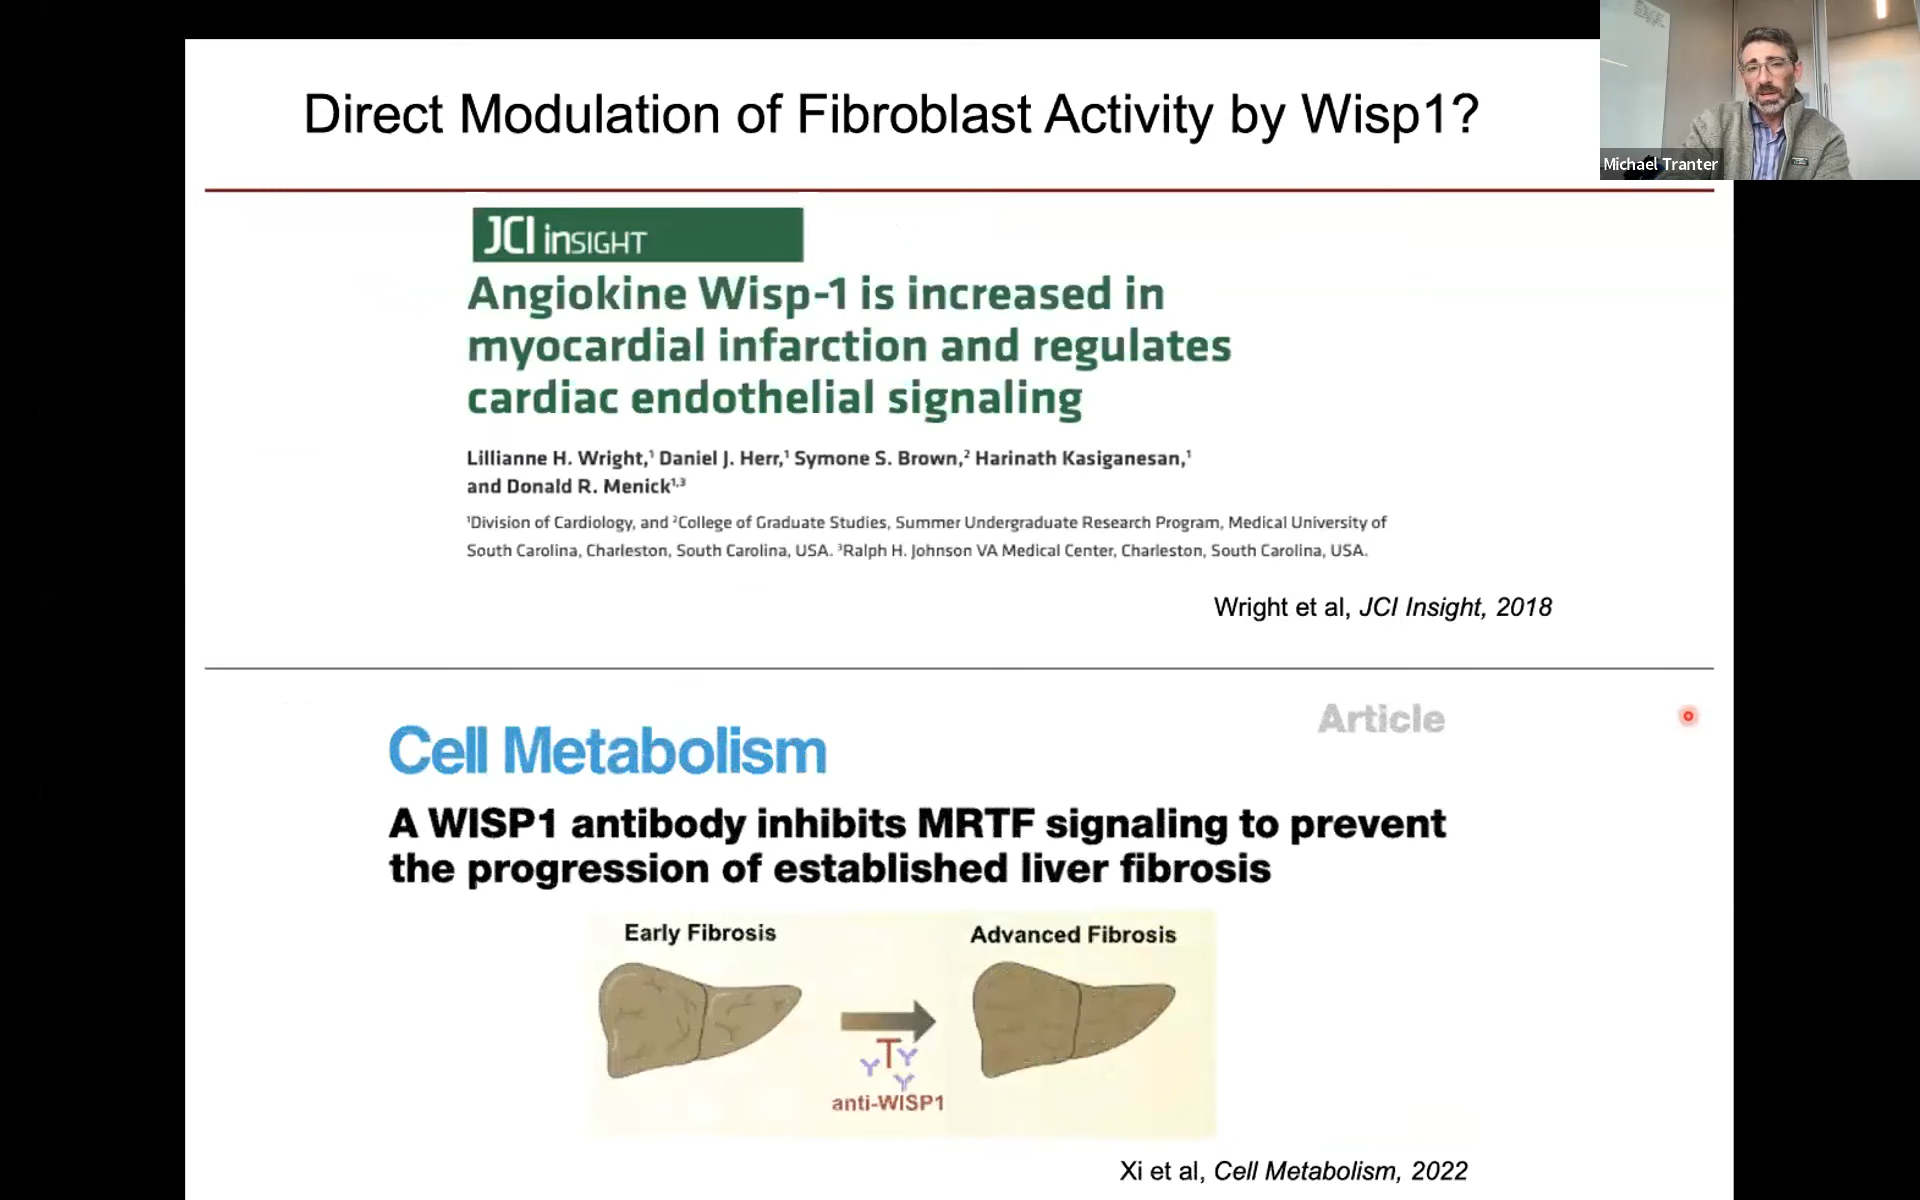 Direct Modulation of Fibroblast Activity by Wisp1?
Michael Tranter
JCI inSIGHT
Angiokine Wisp-1 is increased in
myocardial infarction and regulates
cardiac endothelial signaling
Lillianne H. Wright,¹ Daniel J. Herr,¹ Symone S. Brown,² Harinath Kasiganesan,¹
and Donald R. Menick¹,³
¹Division of Cardiology, and ²College of Graduate Studies, Summer Undergraduate Research Program, Medical University of
South Carolina, Charleston, South Carolina, USA. ³Ralph H. Johnson VA Medical Center, Charleston, South Carolina, USA.
Wright et al, JCI Insight, 2018
Article
Cell Metabolism
A WISP1 antibody inhibits MRTF signaling to prevent
the progression of established liver fibrosis
Early Fibrosis
Advanced Fibrosis
anti-WISP1
Xi et al, Cell Metabolism, 2022